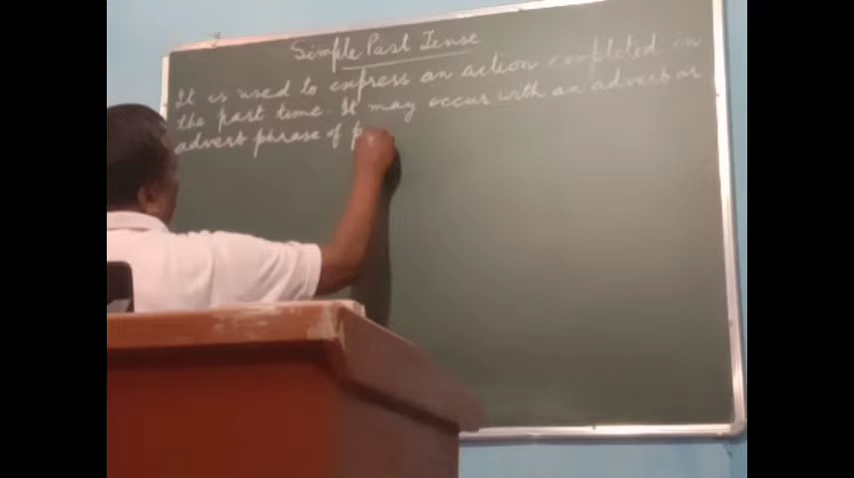 Simple Past Tense
It is used to express an action completed in
the past time. It may occur with an adverb or
advert phrase of p